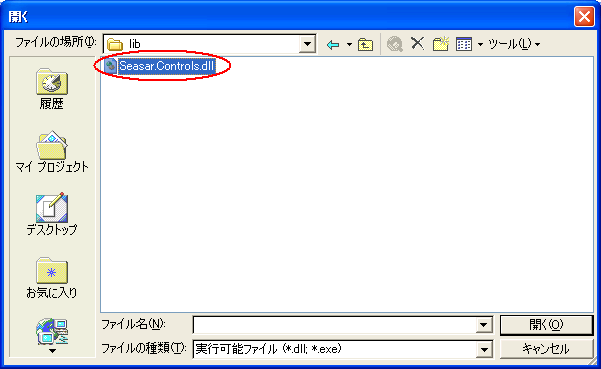 開く
ファイルの場所(I):
lib
ツール(L)
Seasar.Controls.dll
履歴
マイ プロジェクト
デスクトップ
お気に入り
ファイル名(N):
開く(O)
ファイルの種類(T):
実行可能ファイル (*.dll; *.exe)
キャンセル